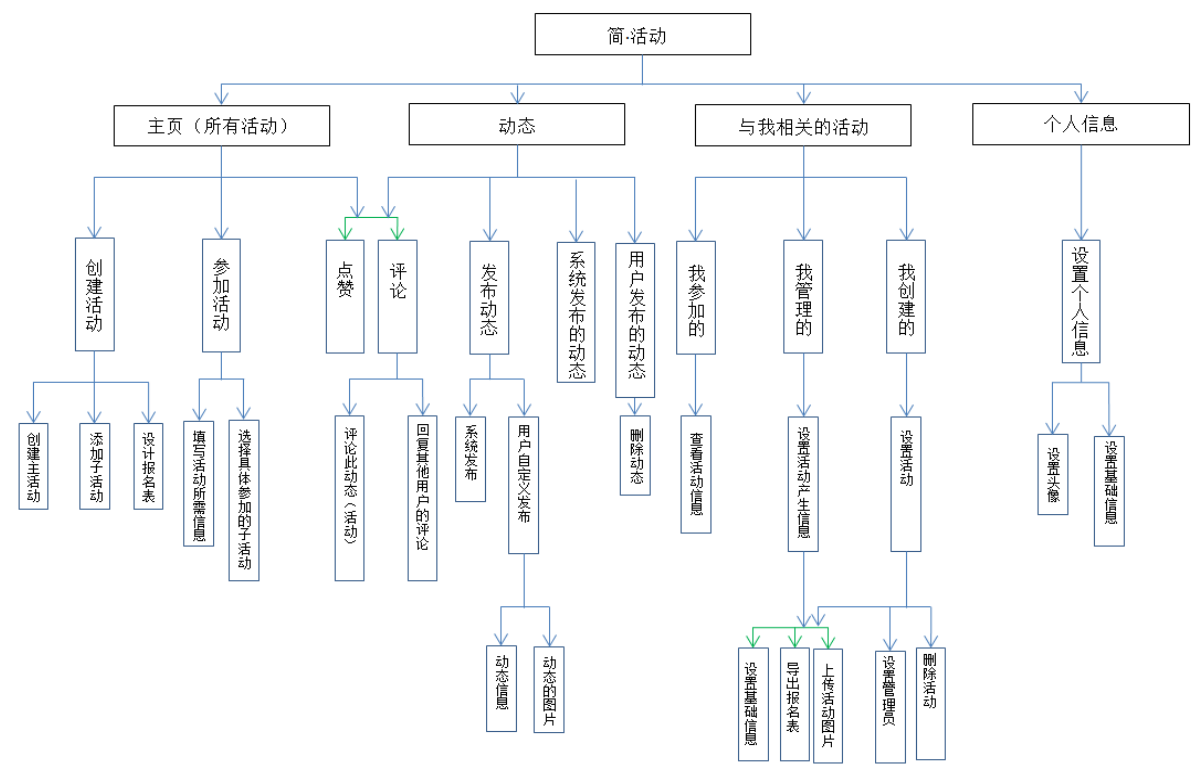 简·活动
主页（所有活动）
动态
与我相关的活动
个人信息
创建活动
参加活动
点赞
评论
发布动态
系统发布的动态
用户发布的动态
我参加的
我管理的
我创建的
设置个人信息
创建主活动
添加子活动
设计报名表
填写活动所需信息
选择具体参加的子活动
评论此动态（活动）
回复其他用户的评论
系统发布
用户自定义发布
删除动态
查看活动信息
设置活动产生信息
设置活动
设置头像
设置基础信息
动态信息
动态的图片
设置基础信息
导出报名表
上传活动图片
设置管理员
删除活动